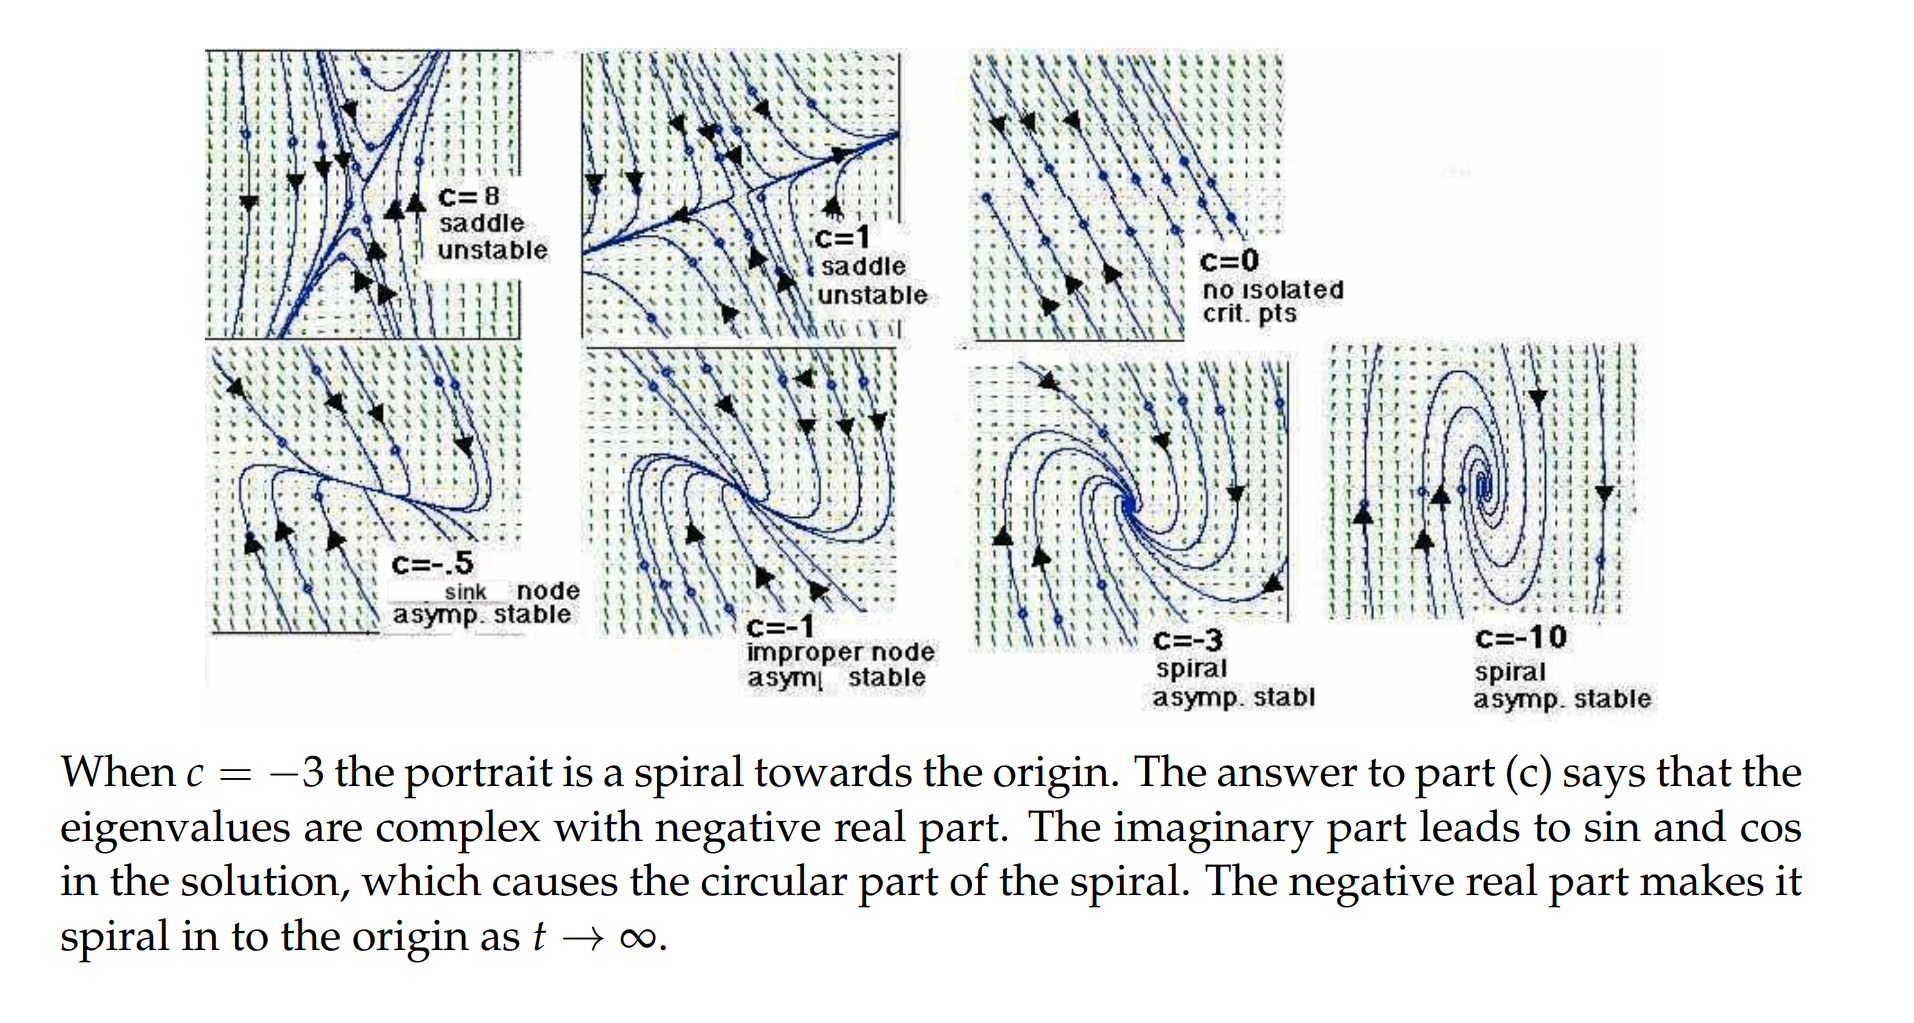 c= 8
saddle
unstable
c=1
saddle
unstable
c=0
no isolated
crit. pts
c=-.5
sink node
asymp. stable
c=-1
improper node
asym stable
c=-3
spiral
asymp. stabl
c=-10
spiral
asymp. stable
When c = −3 the portrait is a spiral towards the origin. The answer to part (c) says that the
eigenvalues are complex with negative real part. The imaginary part leads to sin and cos
in the solution, which causes the circular part of the spiral. The negative real part makes it
spiral in to the origin as t → ∞.